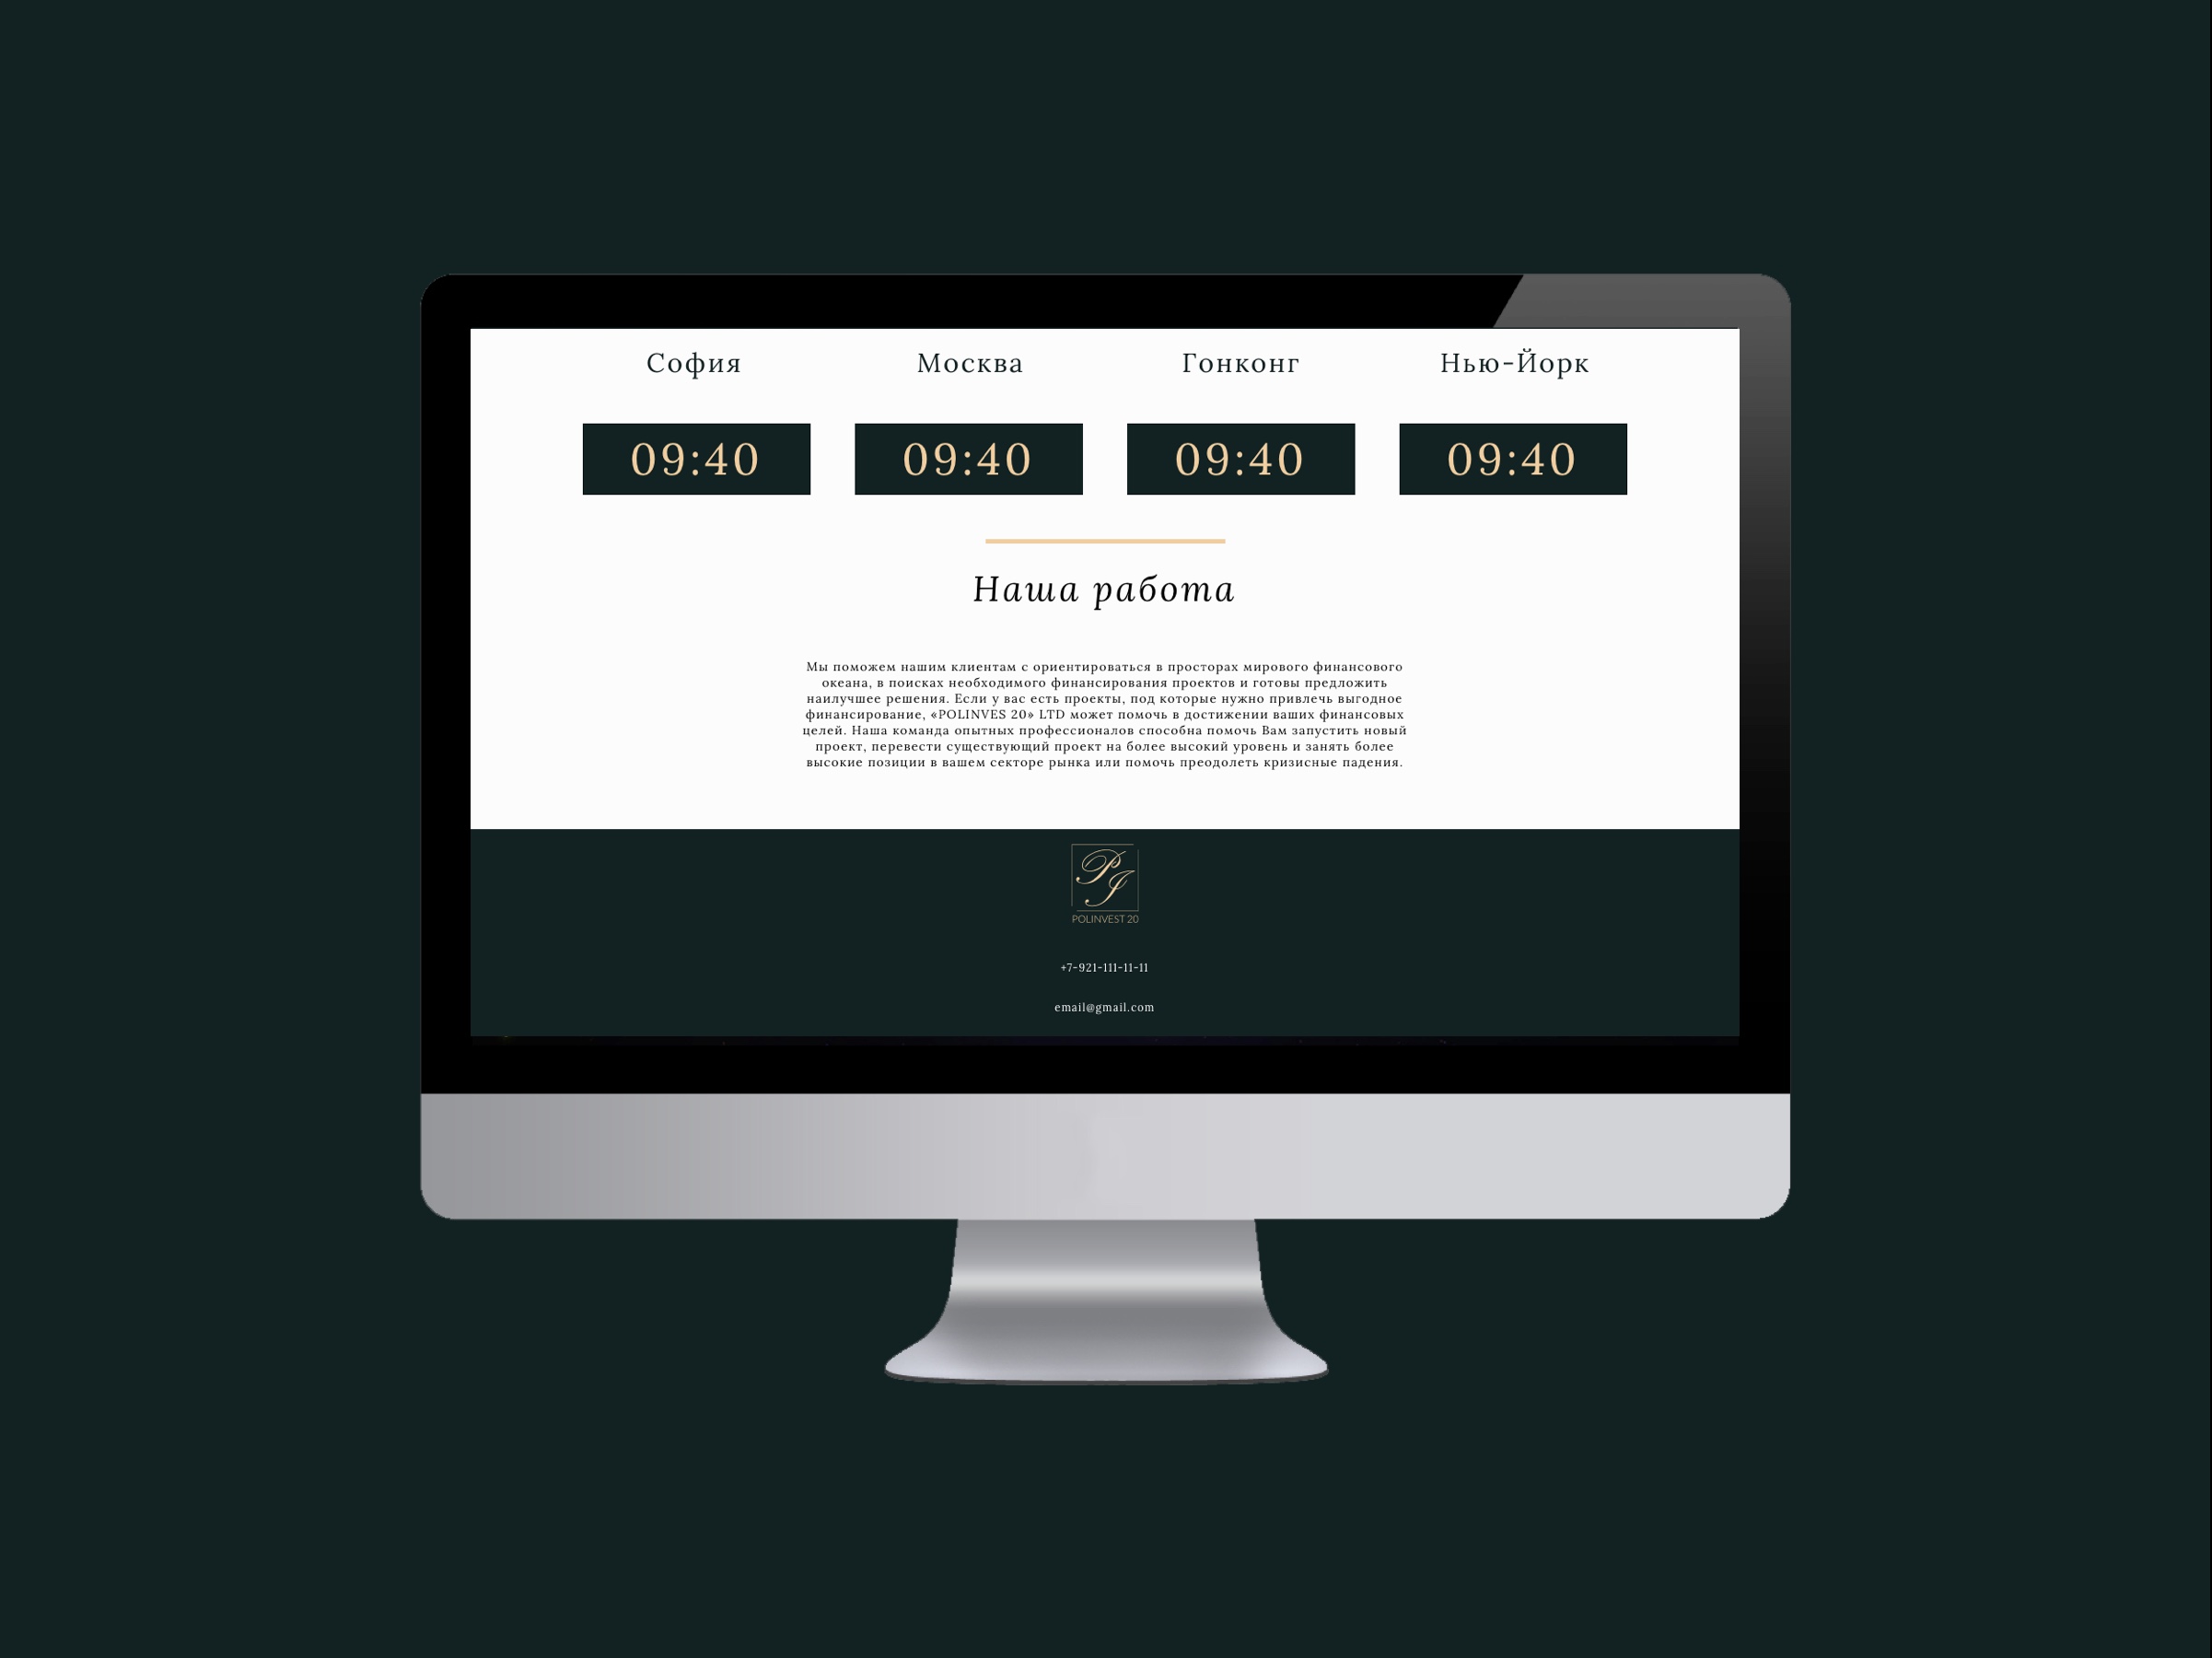 София Москва Гонконг Нью-Йорк
09:40 09:40 09:40 09:40
Наша работа
Мы поможем нашим клиентам с ориентироваться в просторах мирового финансового
океана, в поисках необходимого финансирования проектов и готовы предложить
наилучшее решения. Если у вас есть проекты, под которые нужно привлечь выгодное
финансирование, «POLINVES 20» LTD может помочь в достижении ваших финансовых
целей. Наша команда опытных профессионалов способна помочь Вам запустить новый
проект, перевести существующий проект на более высокий уровень и занять более
высокие позиции в вашем секторе рынка или помочь преодолеть кризисные падения.
PJ
POLINVEST 20
+7-921-111-11-11
email@gmail.com